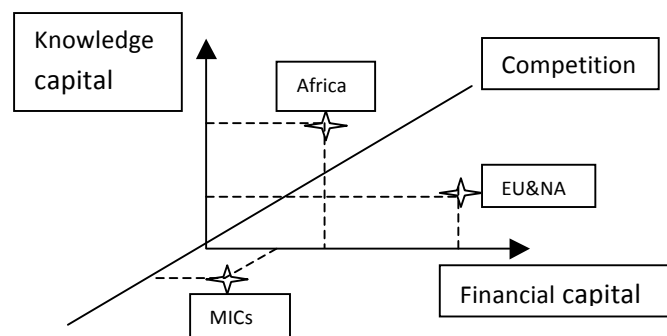 Knowledge
capital
Africa
Competition
EU&NA
MICs
Financial capital